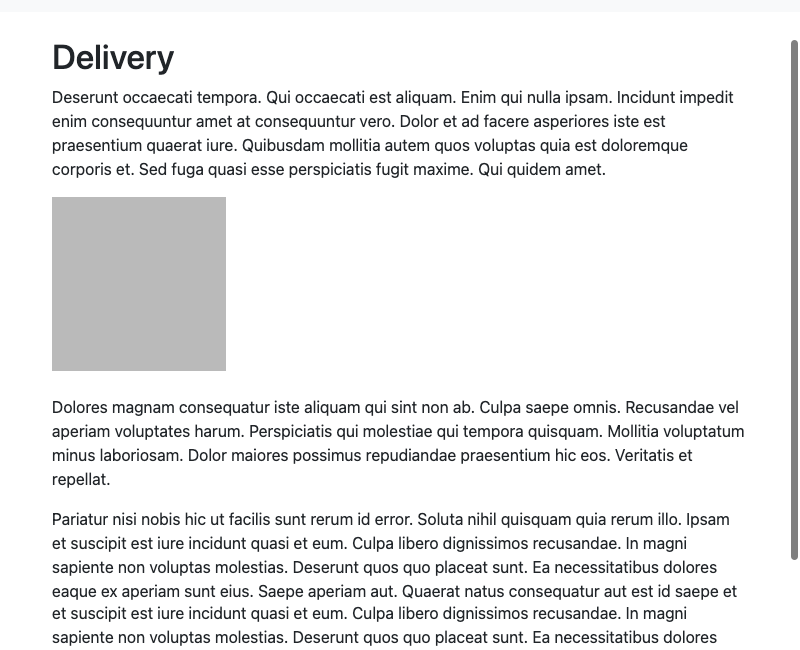 Delivery
Deserunt occaecati tempora. Qui occaecati est aliquam. Enim qui nulla ipsam. Incidunt impedit
enim consequuntur amet at consequuntur vero. Dolor et ad facere asperiores iste est
praesentium quaerat iure. Quibusdam mollitia autem quos voluptas quia est doloremque
corporis et. Sed fuga quasi esse perspiciatis fugit maxime. Qui quidem amet.
Dolores magnam consequatur iste aliquam qui sint non ab. Culpa saepe omnis. Recusandae vel
aperiam voluptates harum. Perspiciatis qui molestiae qui tempora quisquam. Mollitia voluptatum
minus laboriosam. Dolor maiores possimus repudiandae praesentium hic eos. Veritatis et
repellat.
Pariatur nisi nobis hic ut facilis sunt rerum id error. Soluta nihil quisquam quia rerum illo. Ipsam
et suscipit est iure incidunt quasi et eum. Culpa libero dignissimos recusandae. In magni
sapiente non voluptas molestias. Deserunt quos quo placeat sunt. Ea necessitatibus dolores
eaque ex aperiam sunt eius. Saepe aperiam aut. Quaerat natus consequatur aut est id saepe et
et suscipit est iure incidunt quasi et eum. Culpa libero dignissimos recusandae. In magni
sapiente non voluptas molestias. Deserunt quos quo placeat sunt. Ea necessitatibus dolores